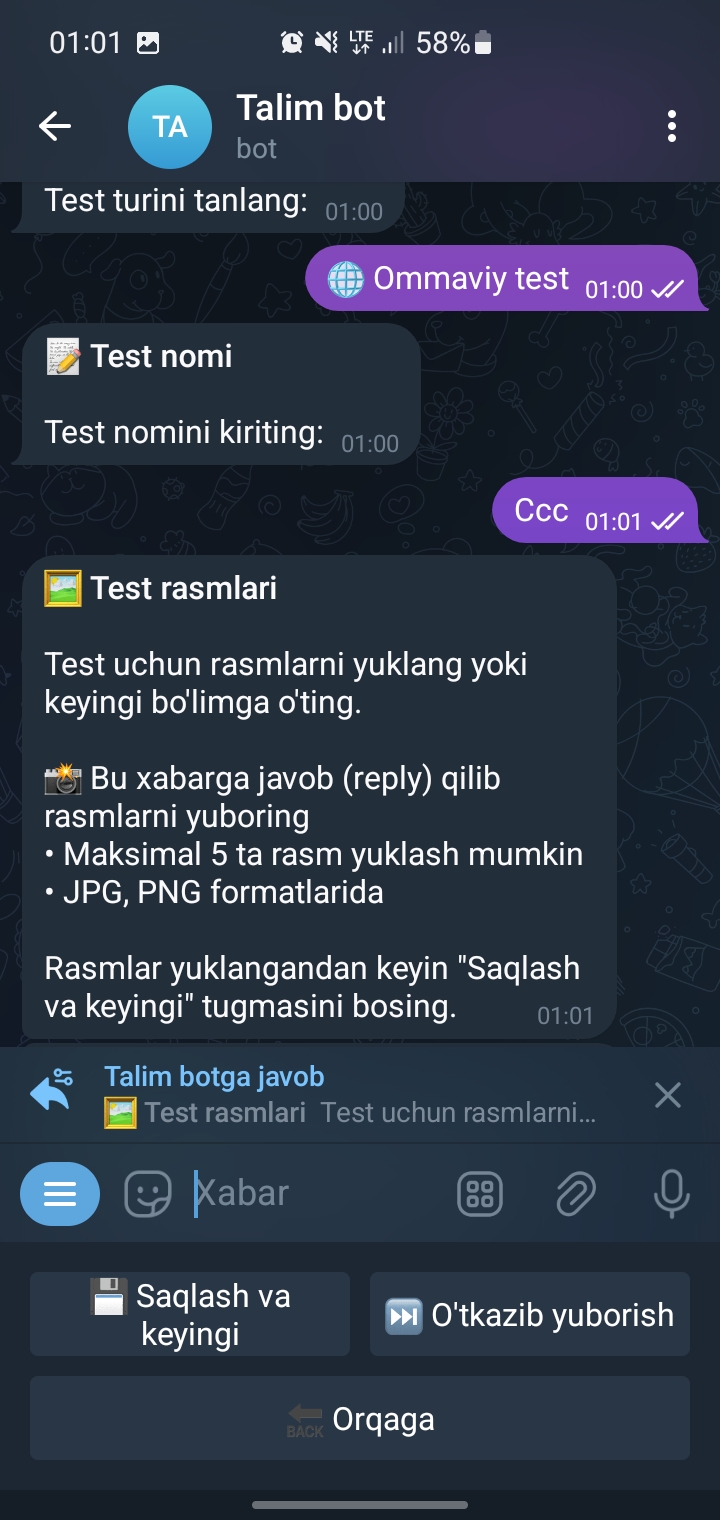 01:01
LTE
58%
TA
Talim bot
bot
Test turini tanlang: 01:00
Ommaviy test 01:00
Test nomi
Test nomini kiriting: 01:00
Ccc 01:01
Test rasmlari
Test uchun rasmlarni yuklang yoki
keyingi bo'limga o'ting.
Bu xabarga javob (reply) qilib
rasmlarni yuboring
• Maksimal 5 ta rasm yuklash mumkin
• JPG, PNG formatlarida
Rasmlar yuklangandan keyin "Saqlash
va keyingi" tugmasini bosing. 01:01
Talim botga javob
Test rasmlari Test uchun rasmlarni...
Xabar
Saqlash va
keyingi
O'tkazib yuborish
BACK Orqaga